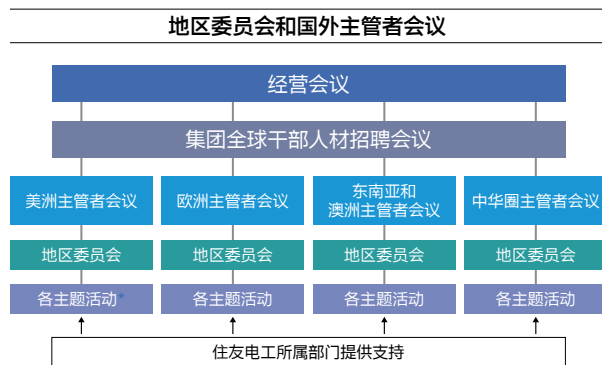 地区委员会和国外主管者会议
经营会议
集团全球干部人材招聘会议
美洲主管者会议
欧洲主管者会议
东南亚和
澳洲主管者会议
中华圈主管者会议
地区委员会
地区委员会
地区委员会
地区委员会
各主题活动*
各主题活动
各主题活动
各主题活动
住友电工所属部门提供支持